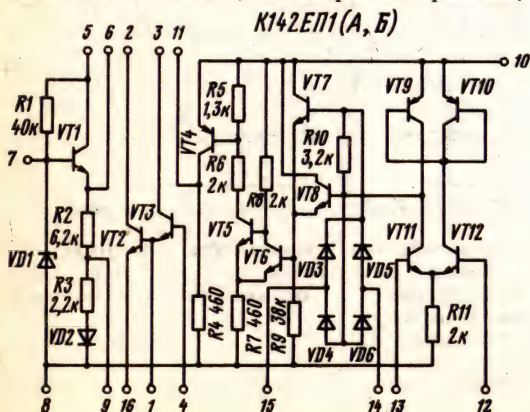 К142ЕП1(А, Б)
5 6 2 3 11
10
R1
40к
VT1
7
R2
6,2к
VD1
R3
2,2к
VD2
VT2
VT3
VT4
R5
1,3к
R6
2к
R8
2к
VT5
VT6
R4 460
R7 460
R9 38к
VT7
R10
3,2к
VT8
VD3
VD5
VD4
VD6
VT9
VT10
VT11
VT12
R11
2к
8 9 16 1 4 15 14 13 12